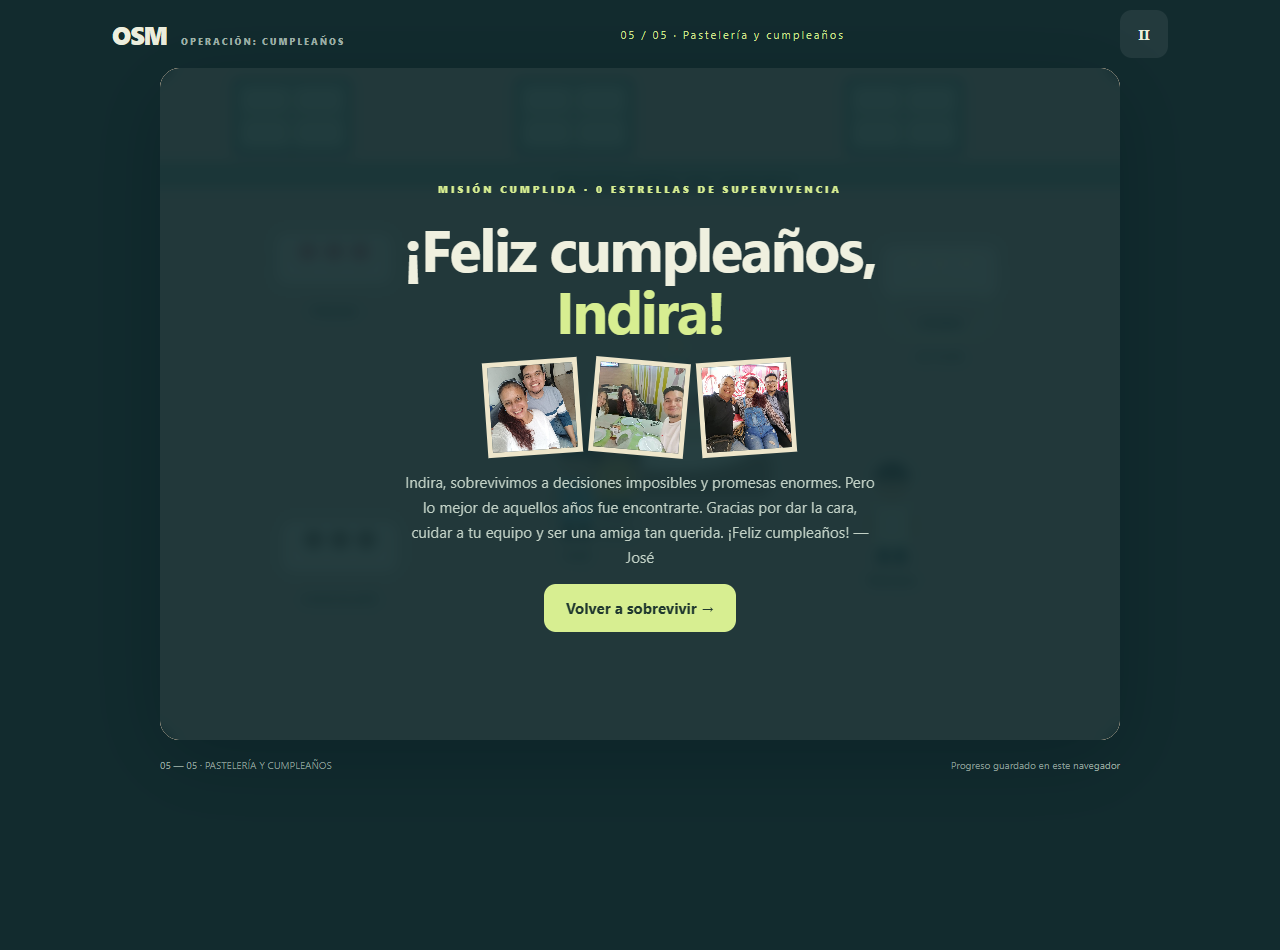 OSM OPERACIÓN: CUMPLEAÑOS
05 / 05 · Pastelería y cumpleaños
II
MISIÓN CUMPLIDA · 0 ESTRELLAS DE SUPERVIVENCIA
¡Feliz cumpleaños,
Indira!
Indira, sobrevivimos a decisiones imposibles y promesas enormes. Pero
lo mejor de aquellos años fue encontrarte. Gracias por dar la cara,
cuidar a tu equipo y ser una amiga tan querida. ¡Feliz cumpleaños! —
José
Volver a sobrevivir →
05 — 05 · PASTELERÍA Y CUMPLEAÑOS
Progreso guardado en este navegador